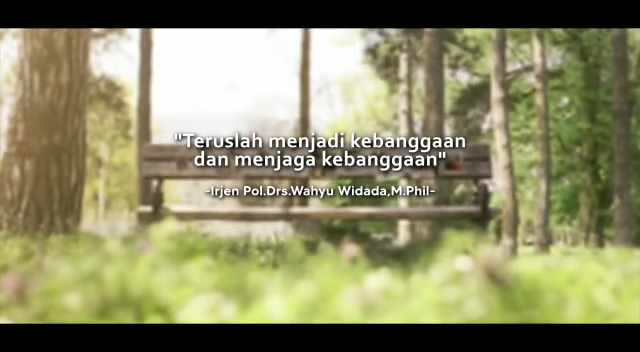 "Teruslah menjadi kebanggaan
dan menjaga kebanggaan"
-Irjen Pol.Drs.Wahyu Widada,M.Phil-